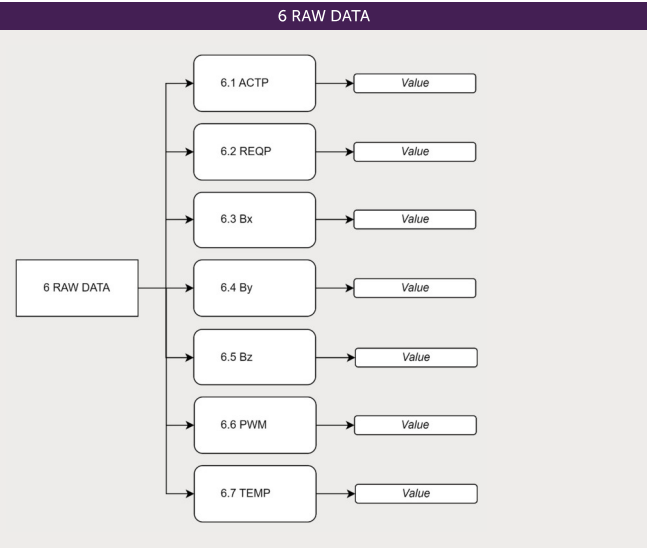 6 RAW DATA
6.1 ACTP
Value
6.2 REQP
Value
6.3 Bx
Value
6 RAW DATA
6.4 By
Value
6.5 Bz
Value
6.6 PWM
Value
6.7 TEMP
Value